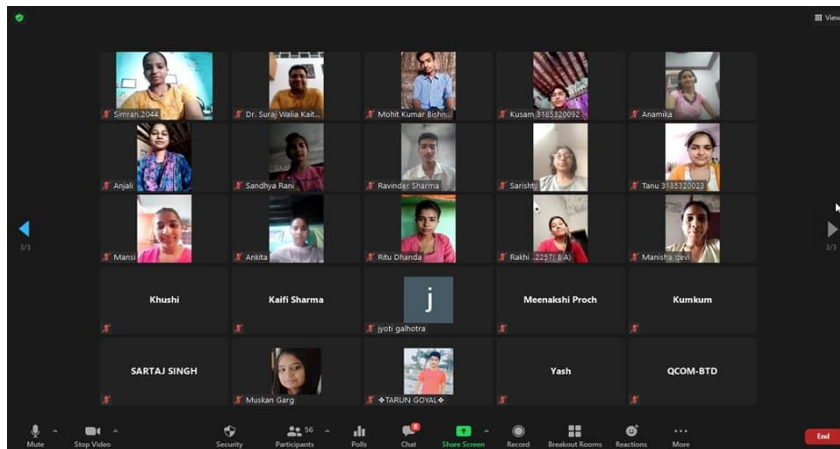 View
Simran.2044
Dr. Suraj Walia Kait...
Mohit Kumar Bishn...
Kusam 3185320092
Anamika
Anjali
Sandhya Rani
Ravinder Sharma
Sarishty
Tanu 3185320023
3/3
3/3
Mansi
Ankita
Ritu Dhanda
Rakhi ..2257( B/A)
Manisha devi
Khushi
Kaifi Sharma
j
jyoti galhotra
Meenakshi Proch
Kumkum
SARTAJ SINGH
Muskan Garg
❖TARUN GOYAL❖
Yash
QCOM-BTD
56
8
Mute
Stop Video
Security
Participants
Polls
Chat
Share Screen
Record
Breakout Rooms
Reactions
More
End